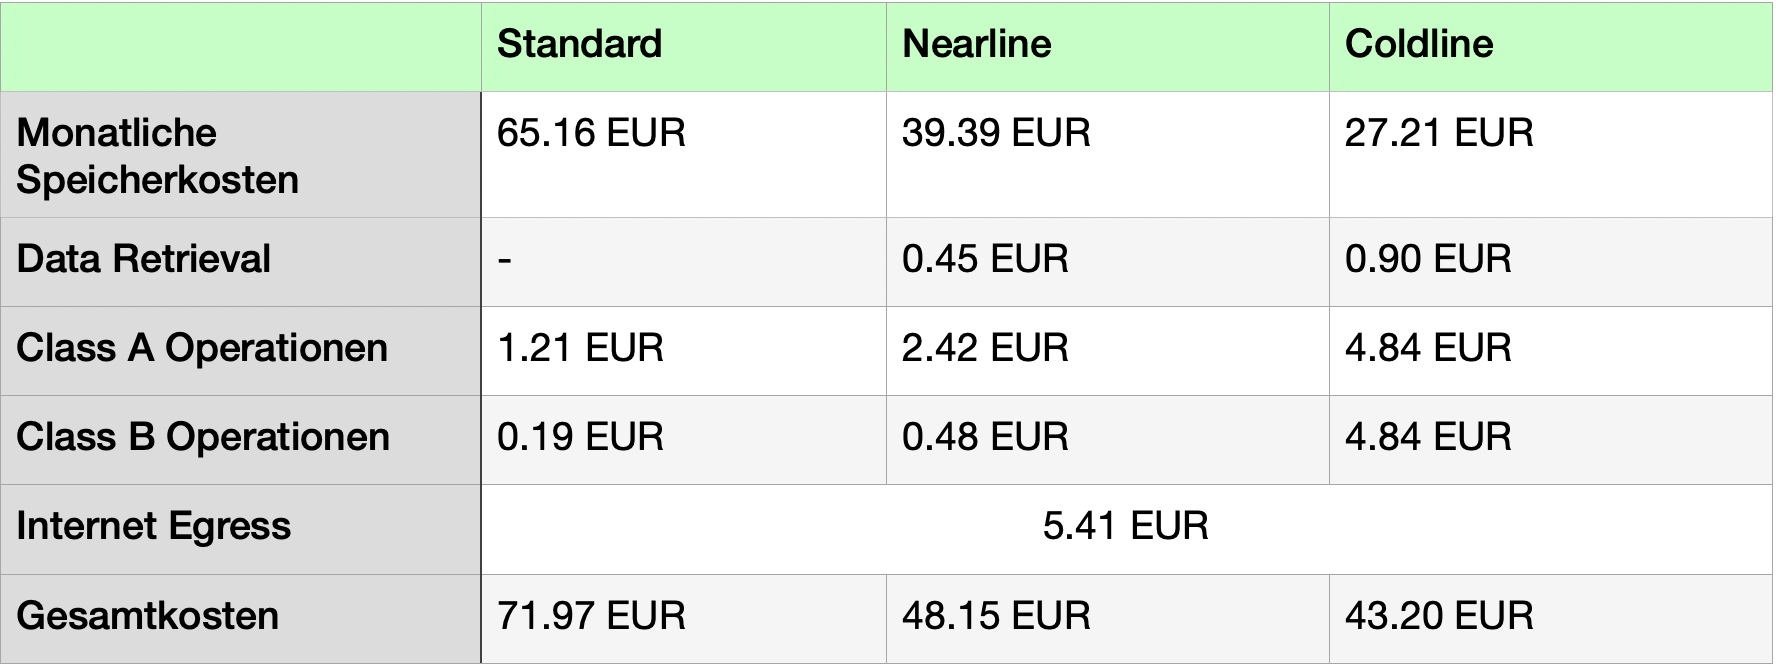 Standard Nearline Coldline
Monatliche 65.16 EUR 39.39 EUR 27.21 EUR
Speicherkosten
Data Retrieval - 0.45 EUR 0.90 EUR
Class A Operationen 1.21 EUR 2.42 EUR 4.84 EUR
Class B Operationen 0.19 EUR 0.48 EUR 4.84 EUR
Internet Egress 5.41 EUR
Gesamtkosten 71.97 EUR 48.15 EUR 43.20 EUR